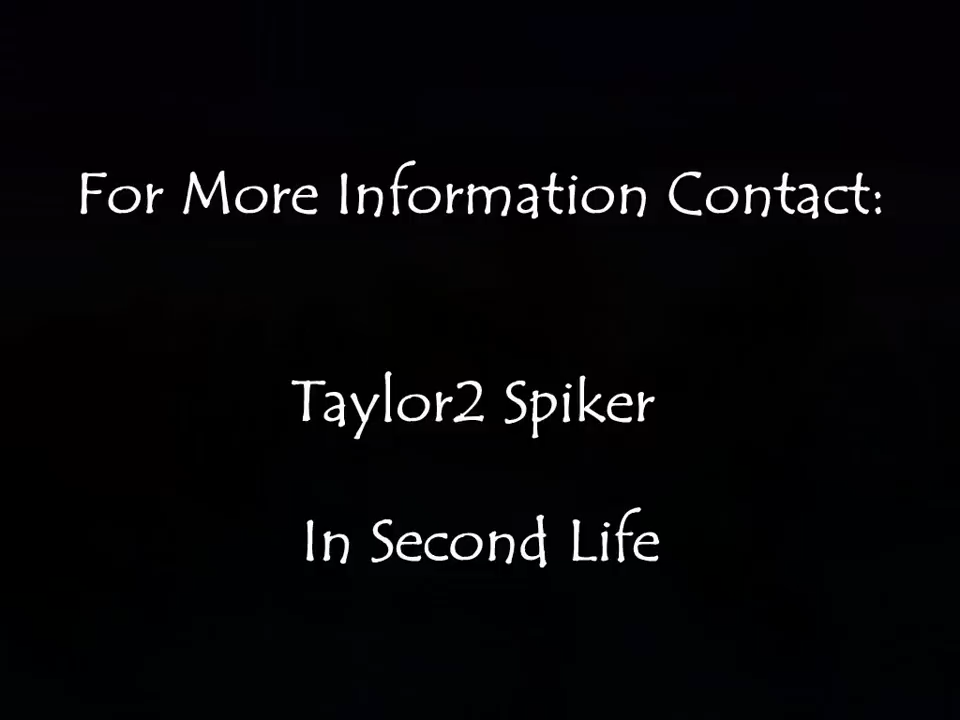 For More Information Contact:
Taylor2 Spiker
In Second Life